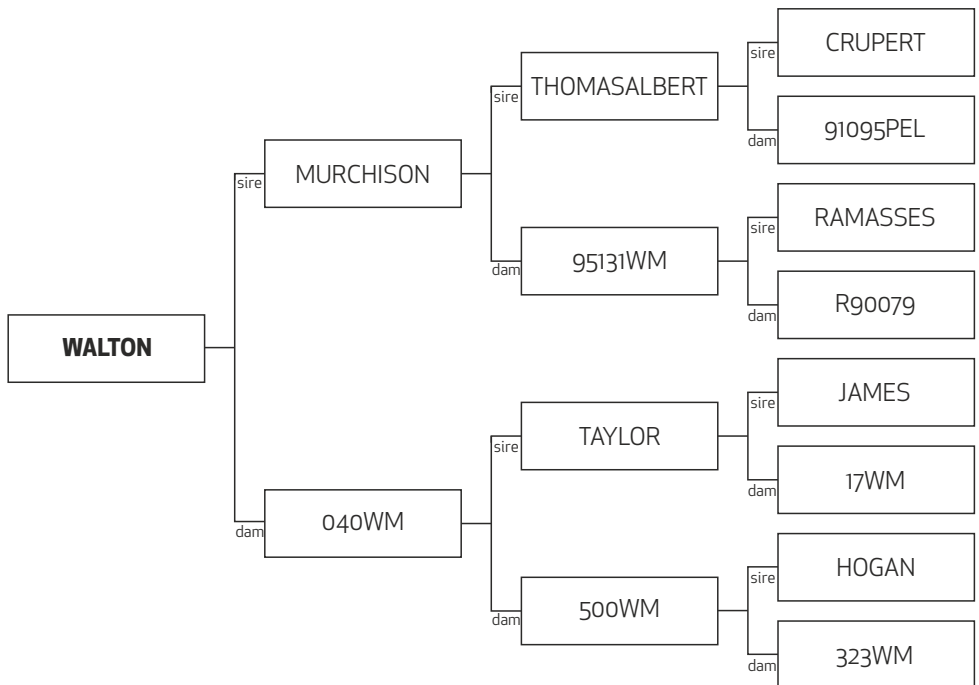 CRUPERT
sire
THOMASALBERT
sire
91095PEL
dam
MURCHISON
sire
RAMASSES
sire
95131WM
dam
R90079
dam
WALTON
JAMES
sire
TAYLOR
sire
17WM
dam
040WM
dam
HOGAN
sire
500WM
dam
323WM
dam